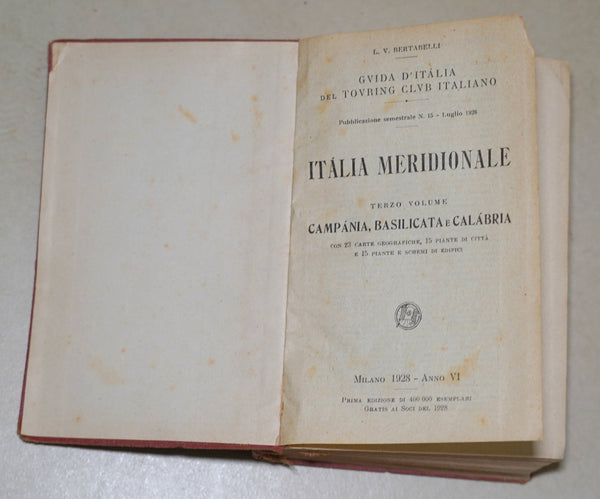 L. V. BERTARELLI
GVIDA D'ITÀLIA
DEL TOVRING CLVB ITALIANO
Pubblicazione semestrale N. 15 - Luglio 1928
ITÀLIA MERIDIONALE
TERZO VOLUME
CAMPÁNIA, BASILICATA E CALÁBRIA
CON 23 CARTE GEOGRAFICHE, 15 PIANTE DI CITTÀ
E 15 PIANTE E SCHEMI DI EDIFICI
MILANO 1928 - ANNO VI
PRIMA EDIZIONE DI 400 000 ESEMPLARI
GRATIS AI SOCI DEL 1928